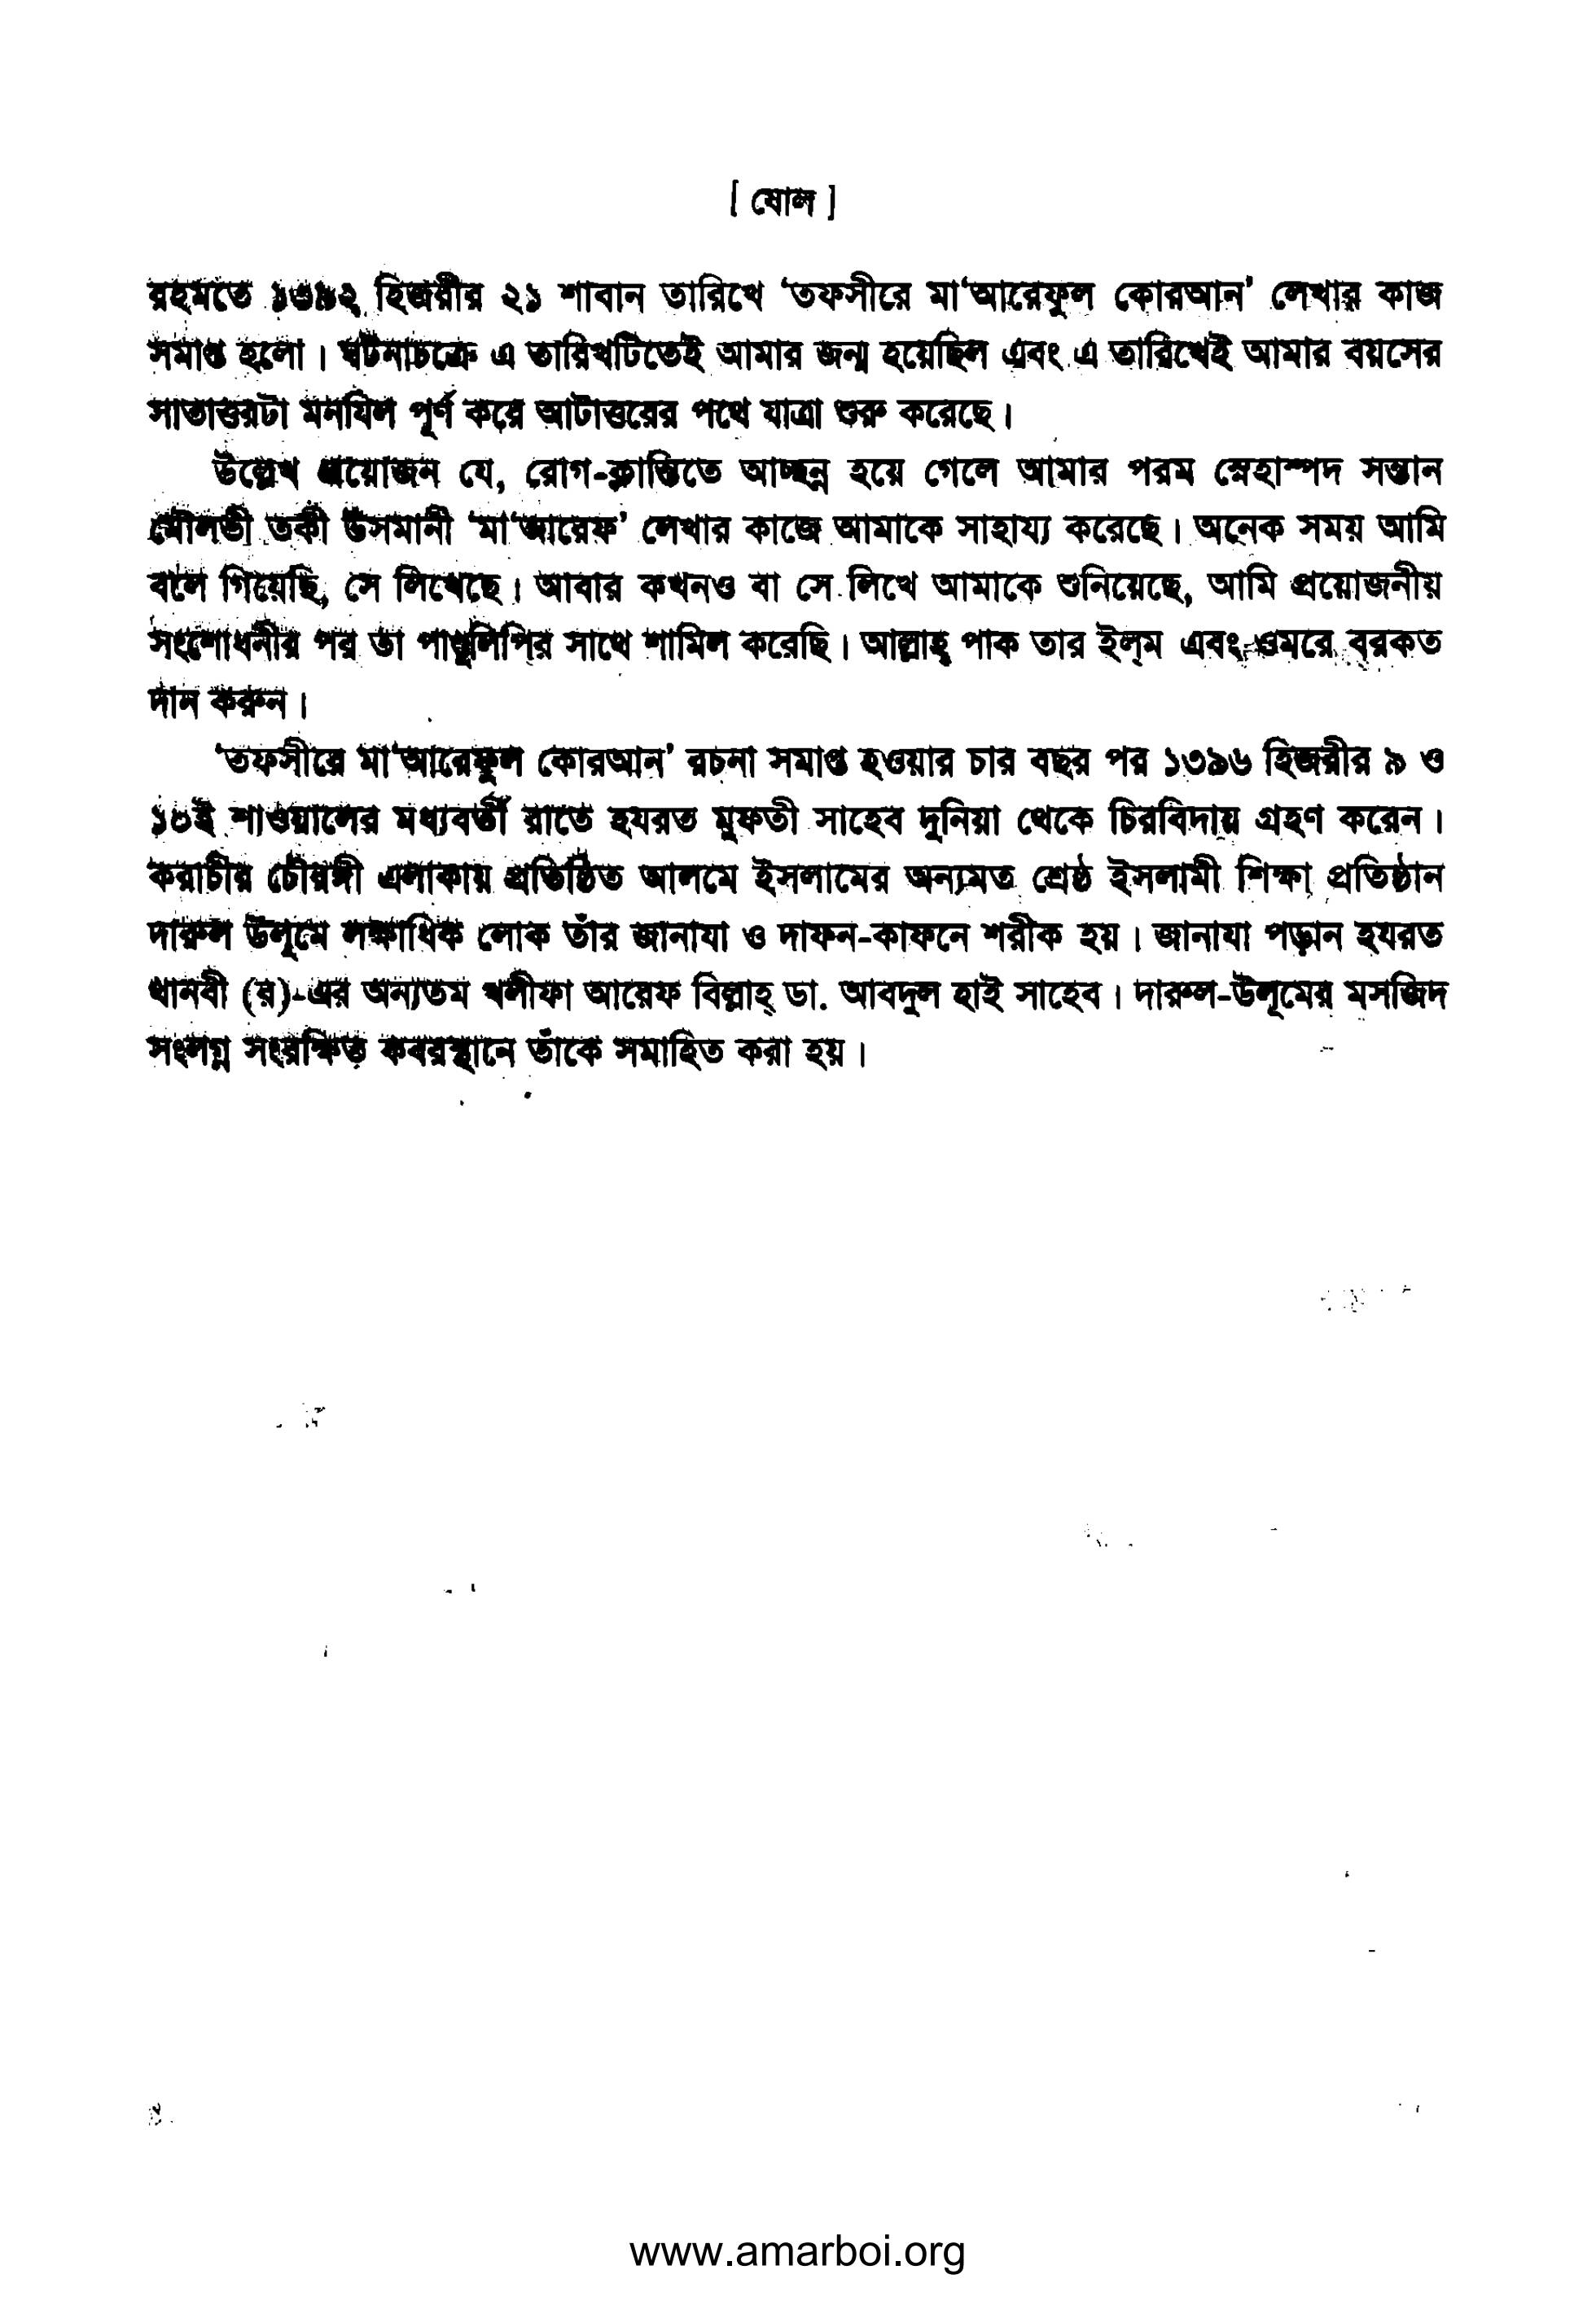 [ ষোল ]
রহমতে ১৩৯২ হিজরীর ২১ শাবান তারিখে ‘তফসীরে মা‘আরেফুল কোরআন’ লেখার কাজ
সমাপ্ত হলো। ঘটনাচক্রে এ তারিখটিতেই আমার জন্ম হয়েছিল এবং এ তারিখেই আমার বয়সের
সাতাত্তরটা মনযিল পূর্ণ করে আটাত্তরের পথে যাত্রা শুরু করেছে।
উল্লেখ প্রয়োজন যে, রোগ-ক্লান্তিতে আচ্ছন্ন হয়ে গেলে আমার পরম স্নেহাস্পদ সন্তান
মৌলভী তকী উসমানী ‘মা‘আরেফ’ লেখার কাজে আমাকে সাহায্য করেছে। অনেক সময় আমি
বলে গিয়েছি, সে লিখেছে। আবার কখনও বা সে লিখে আমাকে শুনিয়েছে, আমি প্রয়োজনীয়
সংশোধনীর পর তা পাণ্ডুলিপির সাথে শামিল করেছি। আল্লাহ্ পাক তার ইল্‌ম এবং ওমরে বরকত
দান করুন।
‘তফসীরে মা‘আরেফুল কোরআন’ রচনা সমাপ্ত হওয়ার চার বছর পর ১৩৯৬ হিজরীর ৯ ও
১০ই শাওয়ালের মধ্যবর্তী রাতে হযরত মুফতী সাহেব দুনিয়া থেকে চিরবিদায় গ্রহণ করেন।
করাচীর চৌরঙ্গী এলাকায় প্রতিষ্ঠিত আলমে ইসলামের অন্যমত শ্রেষ্ঠ ইসলামী শিক্ষা প্রতিষ্ঠান
দারুল উলূমে লক্ষাধিক লোক তাঁর জানাযা ও দাফন-কাফনে শরীক হয়। জানাযা পড়ান হযরত
থানবী (র)-এর অন্যতম খলীফা আরেফ বিল্লাহ্ ডা. আবদুল হাই সাহেব। দারুল-উলূমের মসজিদ
সংলগ্ন সংরক্ষিত কবরস্থানে তাঁকে সমাহিত করা হয়।
www.amarboi.org